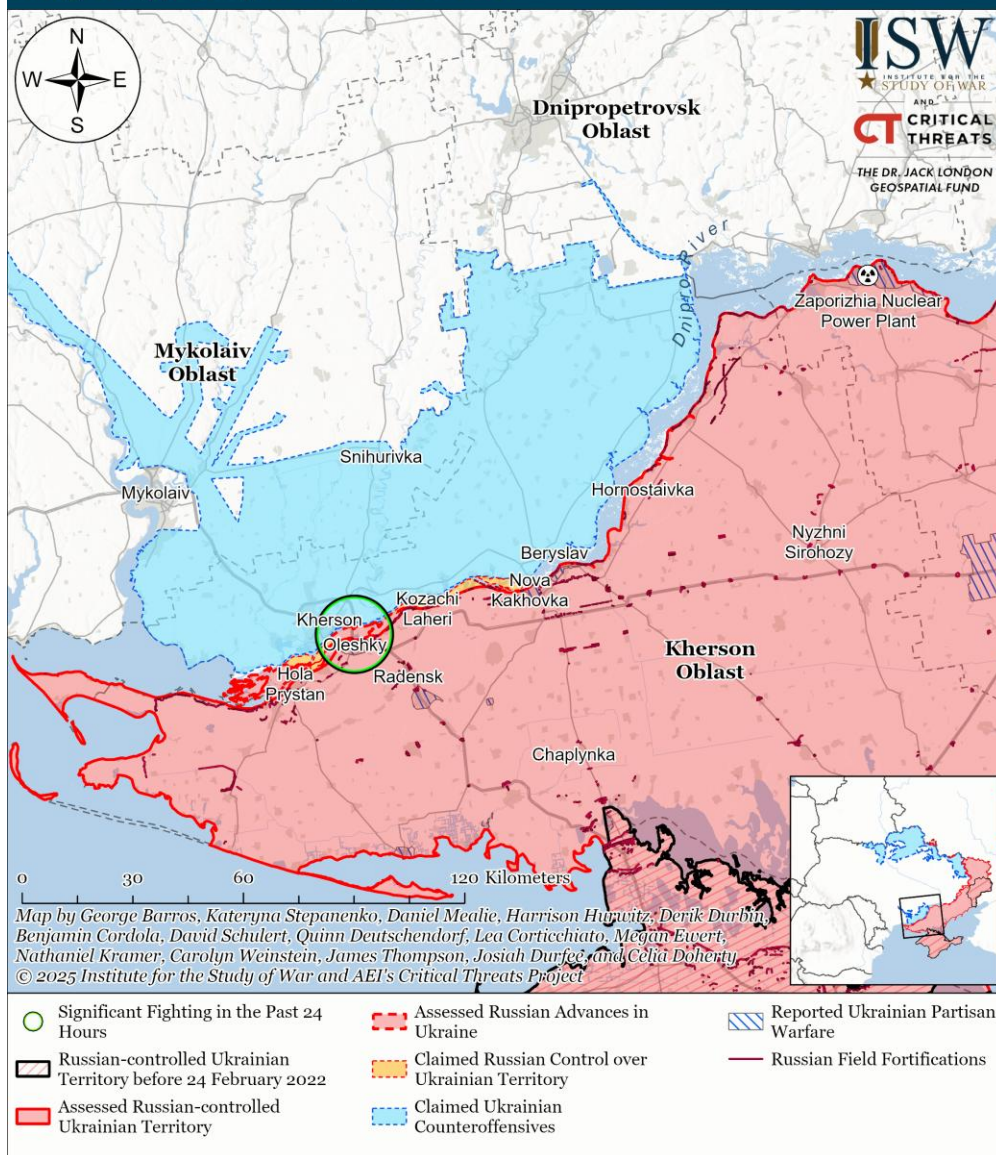 N
W E
S
ISW
INSTITUTE FOR THE
STUDY OF WAR
AND
CT CRITICAL
THREATS
THE DR. JACK LONDON
GEOSPATIAL FUND
Dnipropetrovsk
Oblast
Dnipro River
Zaporizhia Nuclear
Power Plant
Mykolaiv
Oblast
Snihurivka
Mykolaiv
Hornostaivka
Nyzhni
Sirohozy
Beryslav
Nova
Kakhovka
Kozachi
Laheri
Kherson
Oleshky
Kherson
Oblast
Hola
Prystan
Radensk
Chaplynka
0 30 60 120 Kilometers
Map by George Barros, Kateryna Stepanenko, Daniel Mealie, Harrison Hurwitz, Derik Durbin,
Benjamin Cordola, David Schulert, Quinn Deutschendorf, Lea Corticchiato, Megan Ewert,
Nathaniel Kramer, Carolyn Weinstein, James Thompson, Josiah Durfee, and Celia Doherty
© 2025 Institute for the Study of War and AEI's Critical Threats Project
Significant Fighting in the Past 24
Hours
Russian-controlled Ukrainian
Territory before 24 February 2022
Assessed Russian-controlled
Ukrainian Territory
Assessed Russian Advances in
Ukraine
Claimed Russian Control over
Ukrainian Territory
Claimed Ukrainian
Counteroffensives
Reported Ukrainian Partisan
Warfare
Russian Field Fortifications